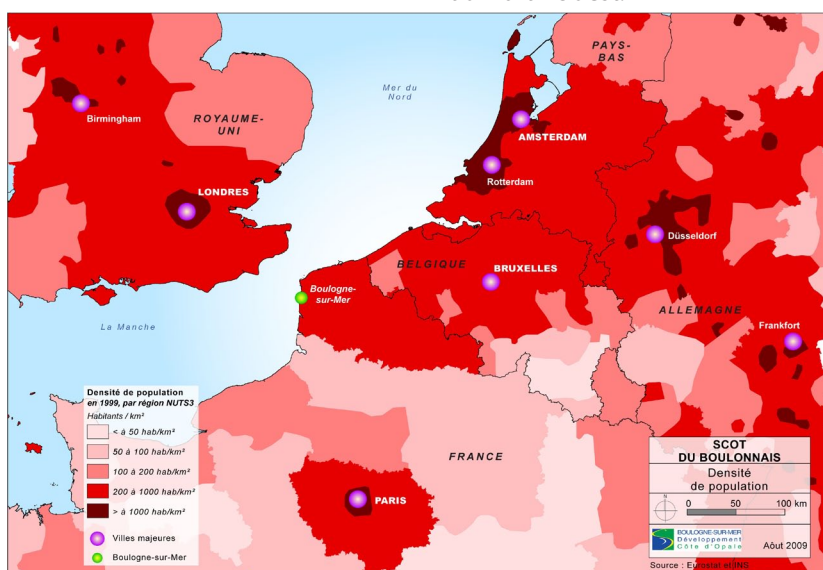 PAYS-
BAS
Mer du
Nord
Birmingham
ROYAUME-
UNI
AMSTERDAM
Rotterdam
LONDRES
Düsseldorf
BELGIQUE
BRUXELLES
Boulogne-
sur-Mer
La Manche
ALLEMAGNE
Frankfort
Densité de population
en 1999, par région NUTS3
Habitants / km²
< à 50 hab/km²
50 à 100 hab/km²
100 à 200 hab/km²
200 à 1000 hab/km²
> à 1000 hab/km²
Villes majeures
Boulogne-sur-Mer
FRANCE
PARIS
SCOT
DU BOULONNAIS
Densité
de population
N
0 50 100 km
BOULOGNE-SUR-MER
Développement
Côte d'Opale
Aôut 2009
Source : Eurostat